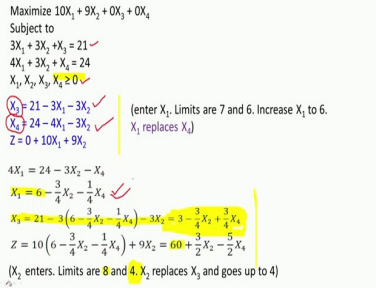 Maximize 10X₁ + 9X₂ + 0X₃ + 0X₄
Subject to
3X₁ + 3X₂ +X₃ = 21
4X₁ + 3X₂ + X₄ = 24
X₁, X₂, X₃, X₄ ≥ 0
X₃ = 21 – 3X₁ – 3X₂
X₄ = 24 – 4X₁ – 3X₂
Z = 0 + 10X₁ + 9X₂
(enter X₁. Limits are 7 and 6. Increase X₁ to 6.
X₁ replaces X₄)
4X₁ = 24 − 3X₂ − X₄
X₁ = 6 − 3/4 X₂ − 1/4 X₄
X₃ = 21 − 3(6 − 3/4 X₂ − 1/4 X₄) − 3X₂ = 3 − 3/4 X₂ + 3/4 X₄
Z = 10(6 − 3/4 X₂ − 1/4 X₄) + 9X₂ = 60 + 3/2 X₂ − 5/2 X₄
(X₂ enters. Limits are 8 and 4. X₂ replaces X₃ and goes up to 4)